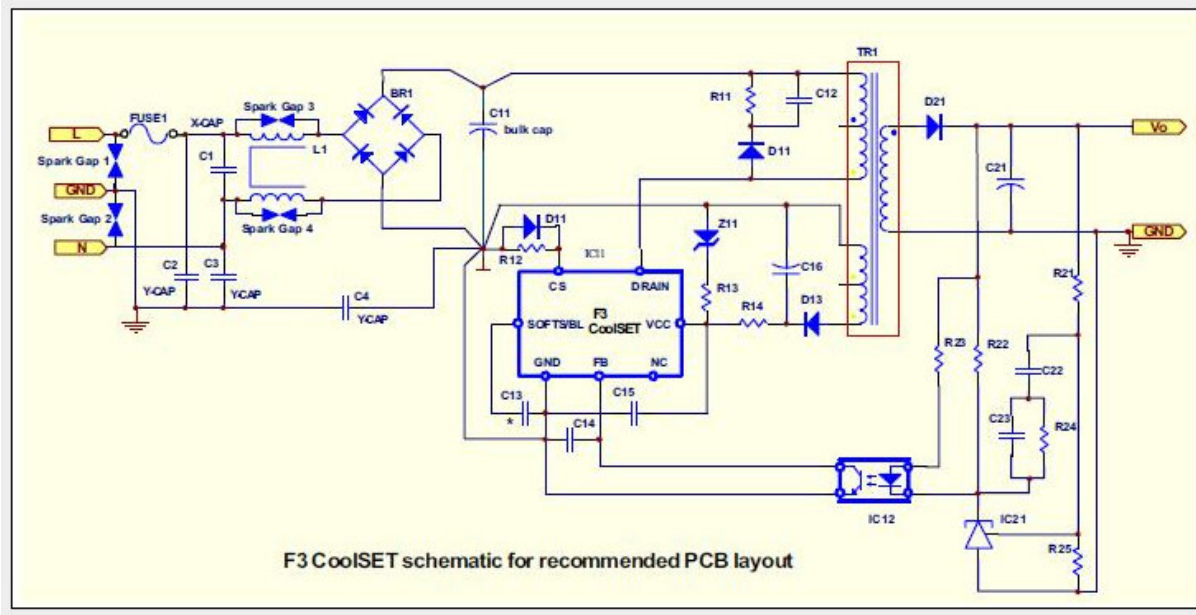 TR1
FUSE1
X-CAP
Spark Gap 3
BR1
C11
bulk cap
R11
C12
D21
L
Vo
Spark Gap 1
L1
C1
D11
C21
GND
Spark Gap 2
Spark Gap 4
N
D11
R12
IC11
Z11
C16
GND
C2
C3
Y-CAP
Y-CAP
C4
Y-CAP
CS
DRAIN
R13
R14
D13
R21
SOFTS/BL
F3
CoolSET
VCC
GND
FB
NC
R23
R22
C22
C13
*
C15
C14
C23
R24
IC12
IC21
R25
F3 CoolSET schematic for recommended PCB layout